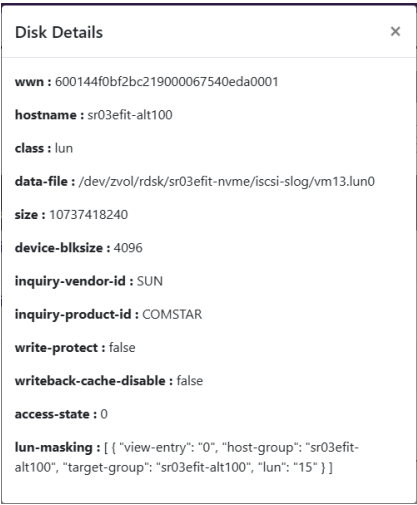 Disk Details ×
wwn : 600144f0bf2bc219000067540eda0001
hostname : sr03efit-alt100
class : lun
data-file : /dev/zvol/rdsk/sr03efit-nvme/iscsi-slog/vm13.lun0
size : 10737418240
device-blksize : 4096
inquiry-vendor-id : SUN
inquiry-product-id : COMSTAR
write-protect : false
writeback-cache-disable : false
access-state : 0
lun-masking : [ { "view-entry": "0", "host-group": "sr03efit-
alt100", "target-group": "sr03efit-alt100", "lun": "15" } ]